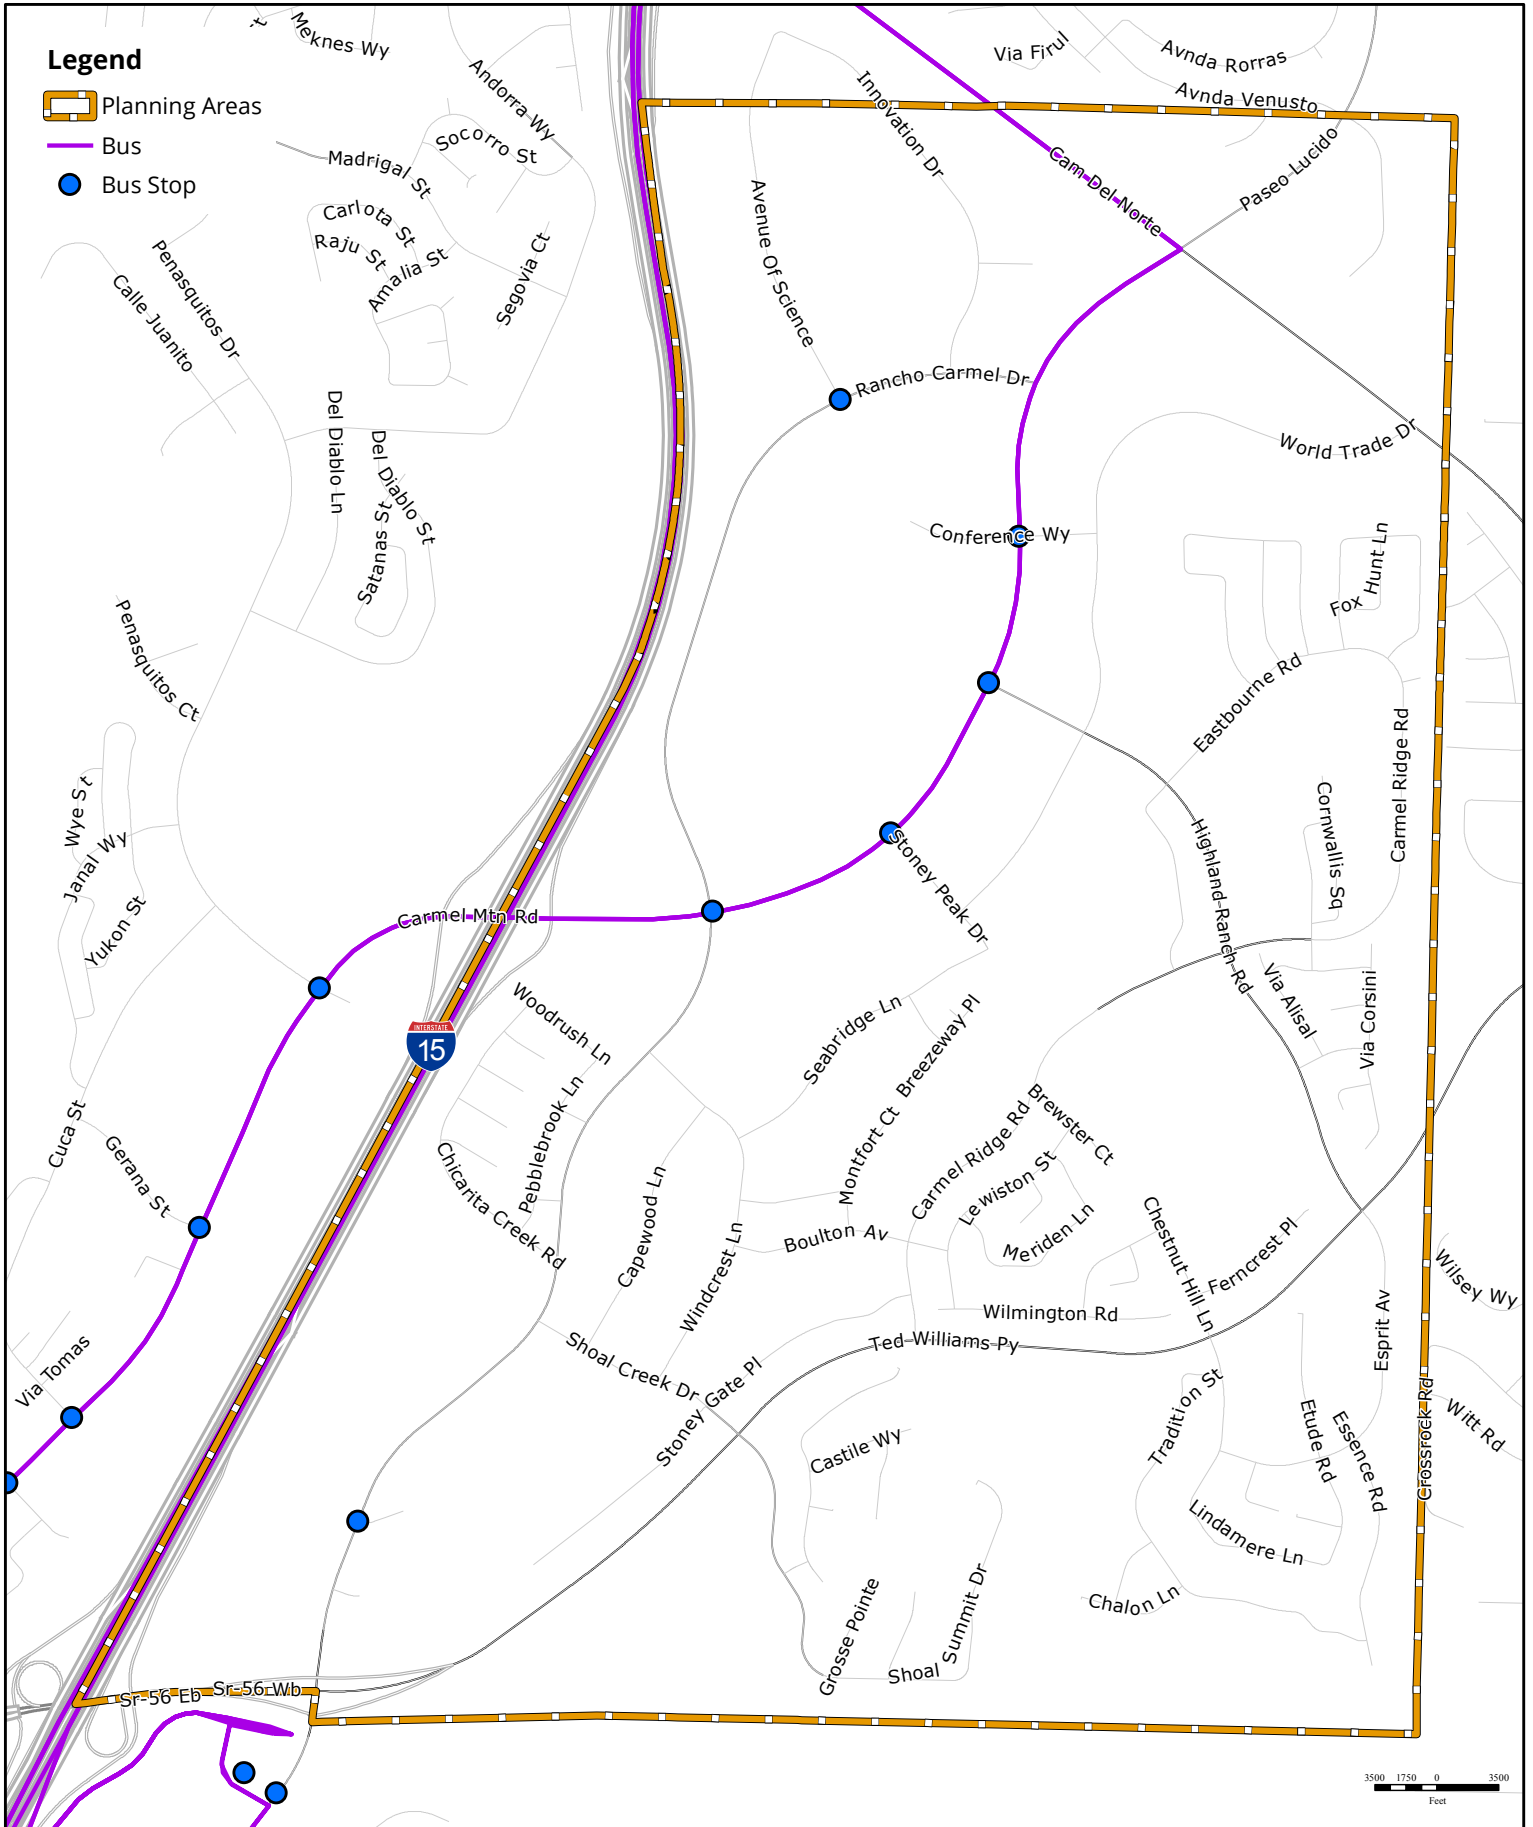 Legend
Planning Areas
Bus
Bus Stop
Meknes Wy
Andorra Wy
Socorro St
Madrigal St
Carlota St
Raju St
Amalia St
Segovia Ct
Penasquitos Dr
Calle Juanito
Del Diablo Ln
Del Diablo St
Satanas St
Penasquitos Ct
Wye St
Janal Wy
Yukon St
Cuca St
Gerana St
Via Tomas
Via Firul
Avnda Rorras
Avnda Venusto
Innovation Dr
Cam Del Norte
Paseo Lucido
Avenue Of Science
Rancho Carmel Dr
World Trade Dr
Conference Wy
Fox Hunt Ln
Eastbourne Rd
Carmel Ridge Rd
Cornwallis Sq
Highland Ranch Rd
Stoney Peak Dr
Carmel Mtn Rd
INTERSTATE
15
Woodrush Ln
Pebblebrook Ln
Chicarita Creek Rd
Seabridge Ln
Breezeway Pl
Montfort Ct
Via Alisal
Via Corsini
Carmel Ridge Rd
Brewster Ct
Lewiston St
Meriden Ln
Boulton Av
Capewood Ln
Windcrest Ln
Chestnut Hill Ln
Ferncrest Pl
Wilsey Wy
Wilmington Rd
Ted Williams Py
Esprit Av
Shoal Creek Dr
Stoney Gate Pl
Tradition St
Etude Rd
Essence Rd
Crossrock Rd
Witt Rd
Castile Wy
Lindamere Ln
Chalon Ln
Grosse Pointe
Shoal Summit Dr
Sr-56 Eb
Sr-56 Wb
3500 1750 0 3500
Feet